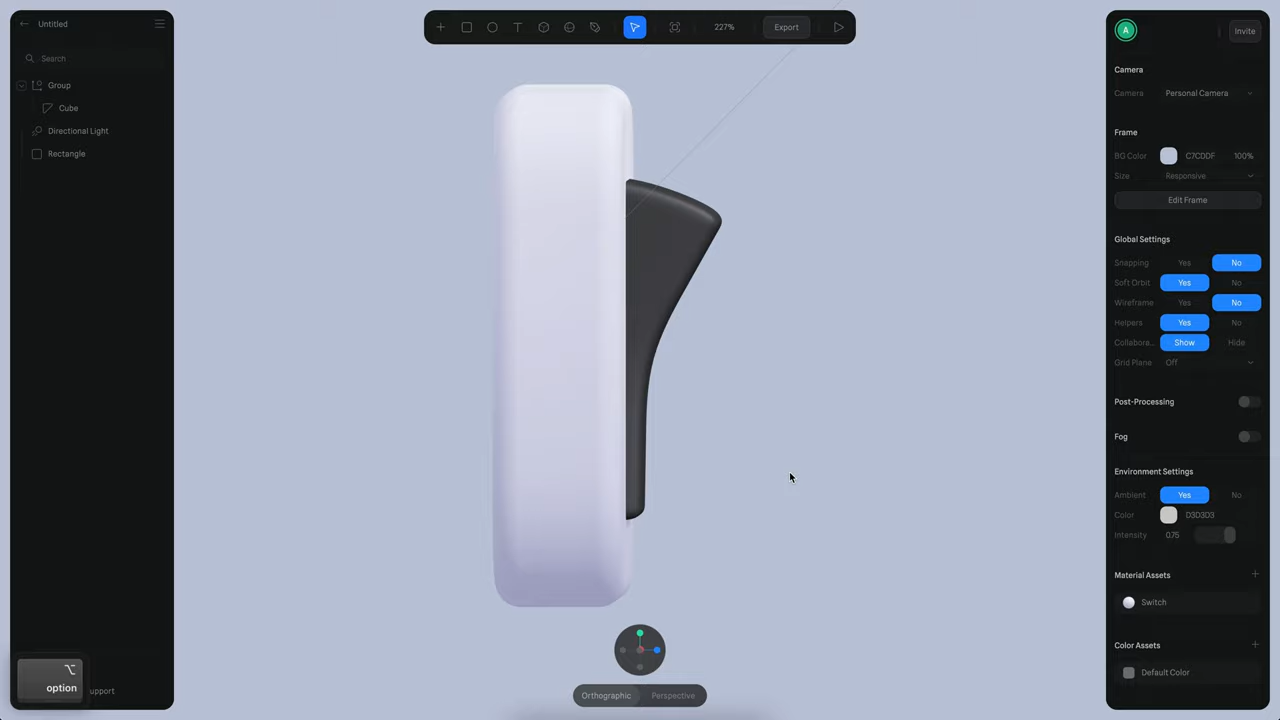 Untitled
Search
Group
Cube
Directional Light
Rectangle
⌥
option
upport
T
227%
Export
Orthographic
Perspective
A
Invite
Camera
Camera Personal Camera
Frame
BG Color C7CDDF 100%
Size Responsive
Edit Frame
Global Settings
Snapping Yes No
Soft Orbit Yes No
Wireframe Yes No
Helpers Yes No
Collabora... Show Hide
Grid Plane Off
Post-Processing
Fog
Environment Settings
Ambient Yes No
Color D3D3D3
Intensity 0.75
Material Assets
Switch
Color Assets
Default Color